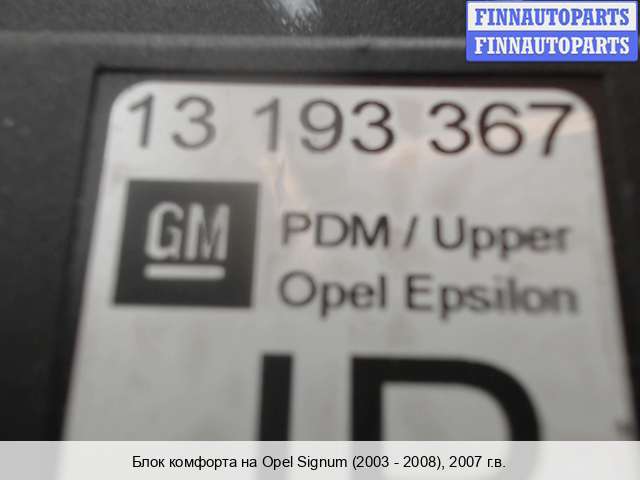 FINNAUTOPARTS
FINNAUTOPARTS
13 193 367
GM
PDM / Upper
Opel Epsilon
Блок комфорта на Opel Signum (2003 - 2008), 2007 г.в.